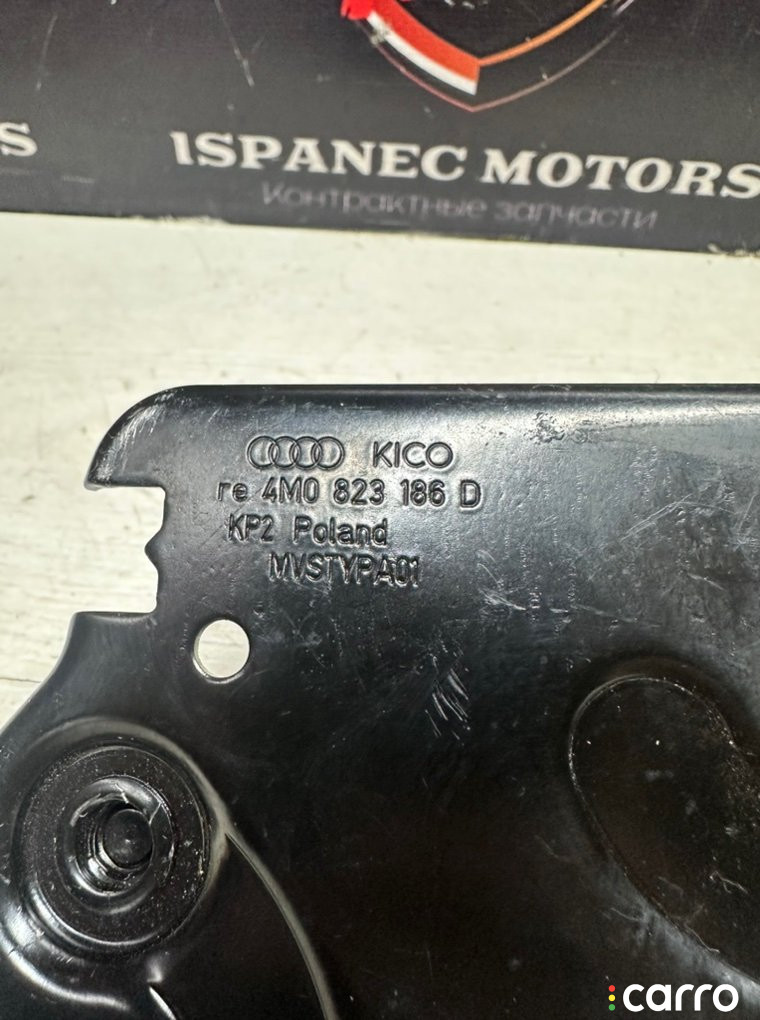 S
ISPANEC MOTORS
Контрактные запчасти
KICO
re 4M0 823 186 D
KP2 Poland
MVSTYPA01
carro